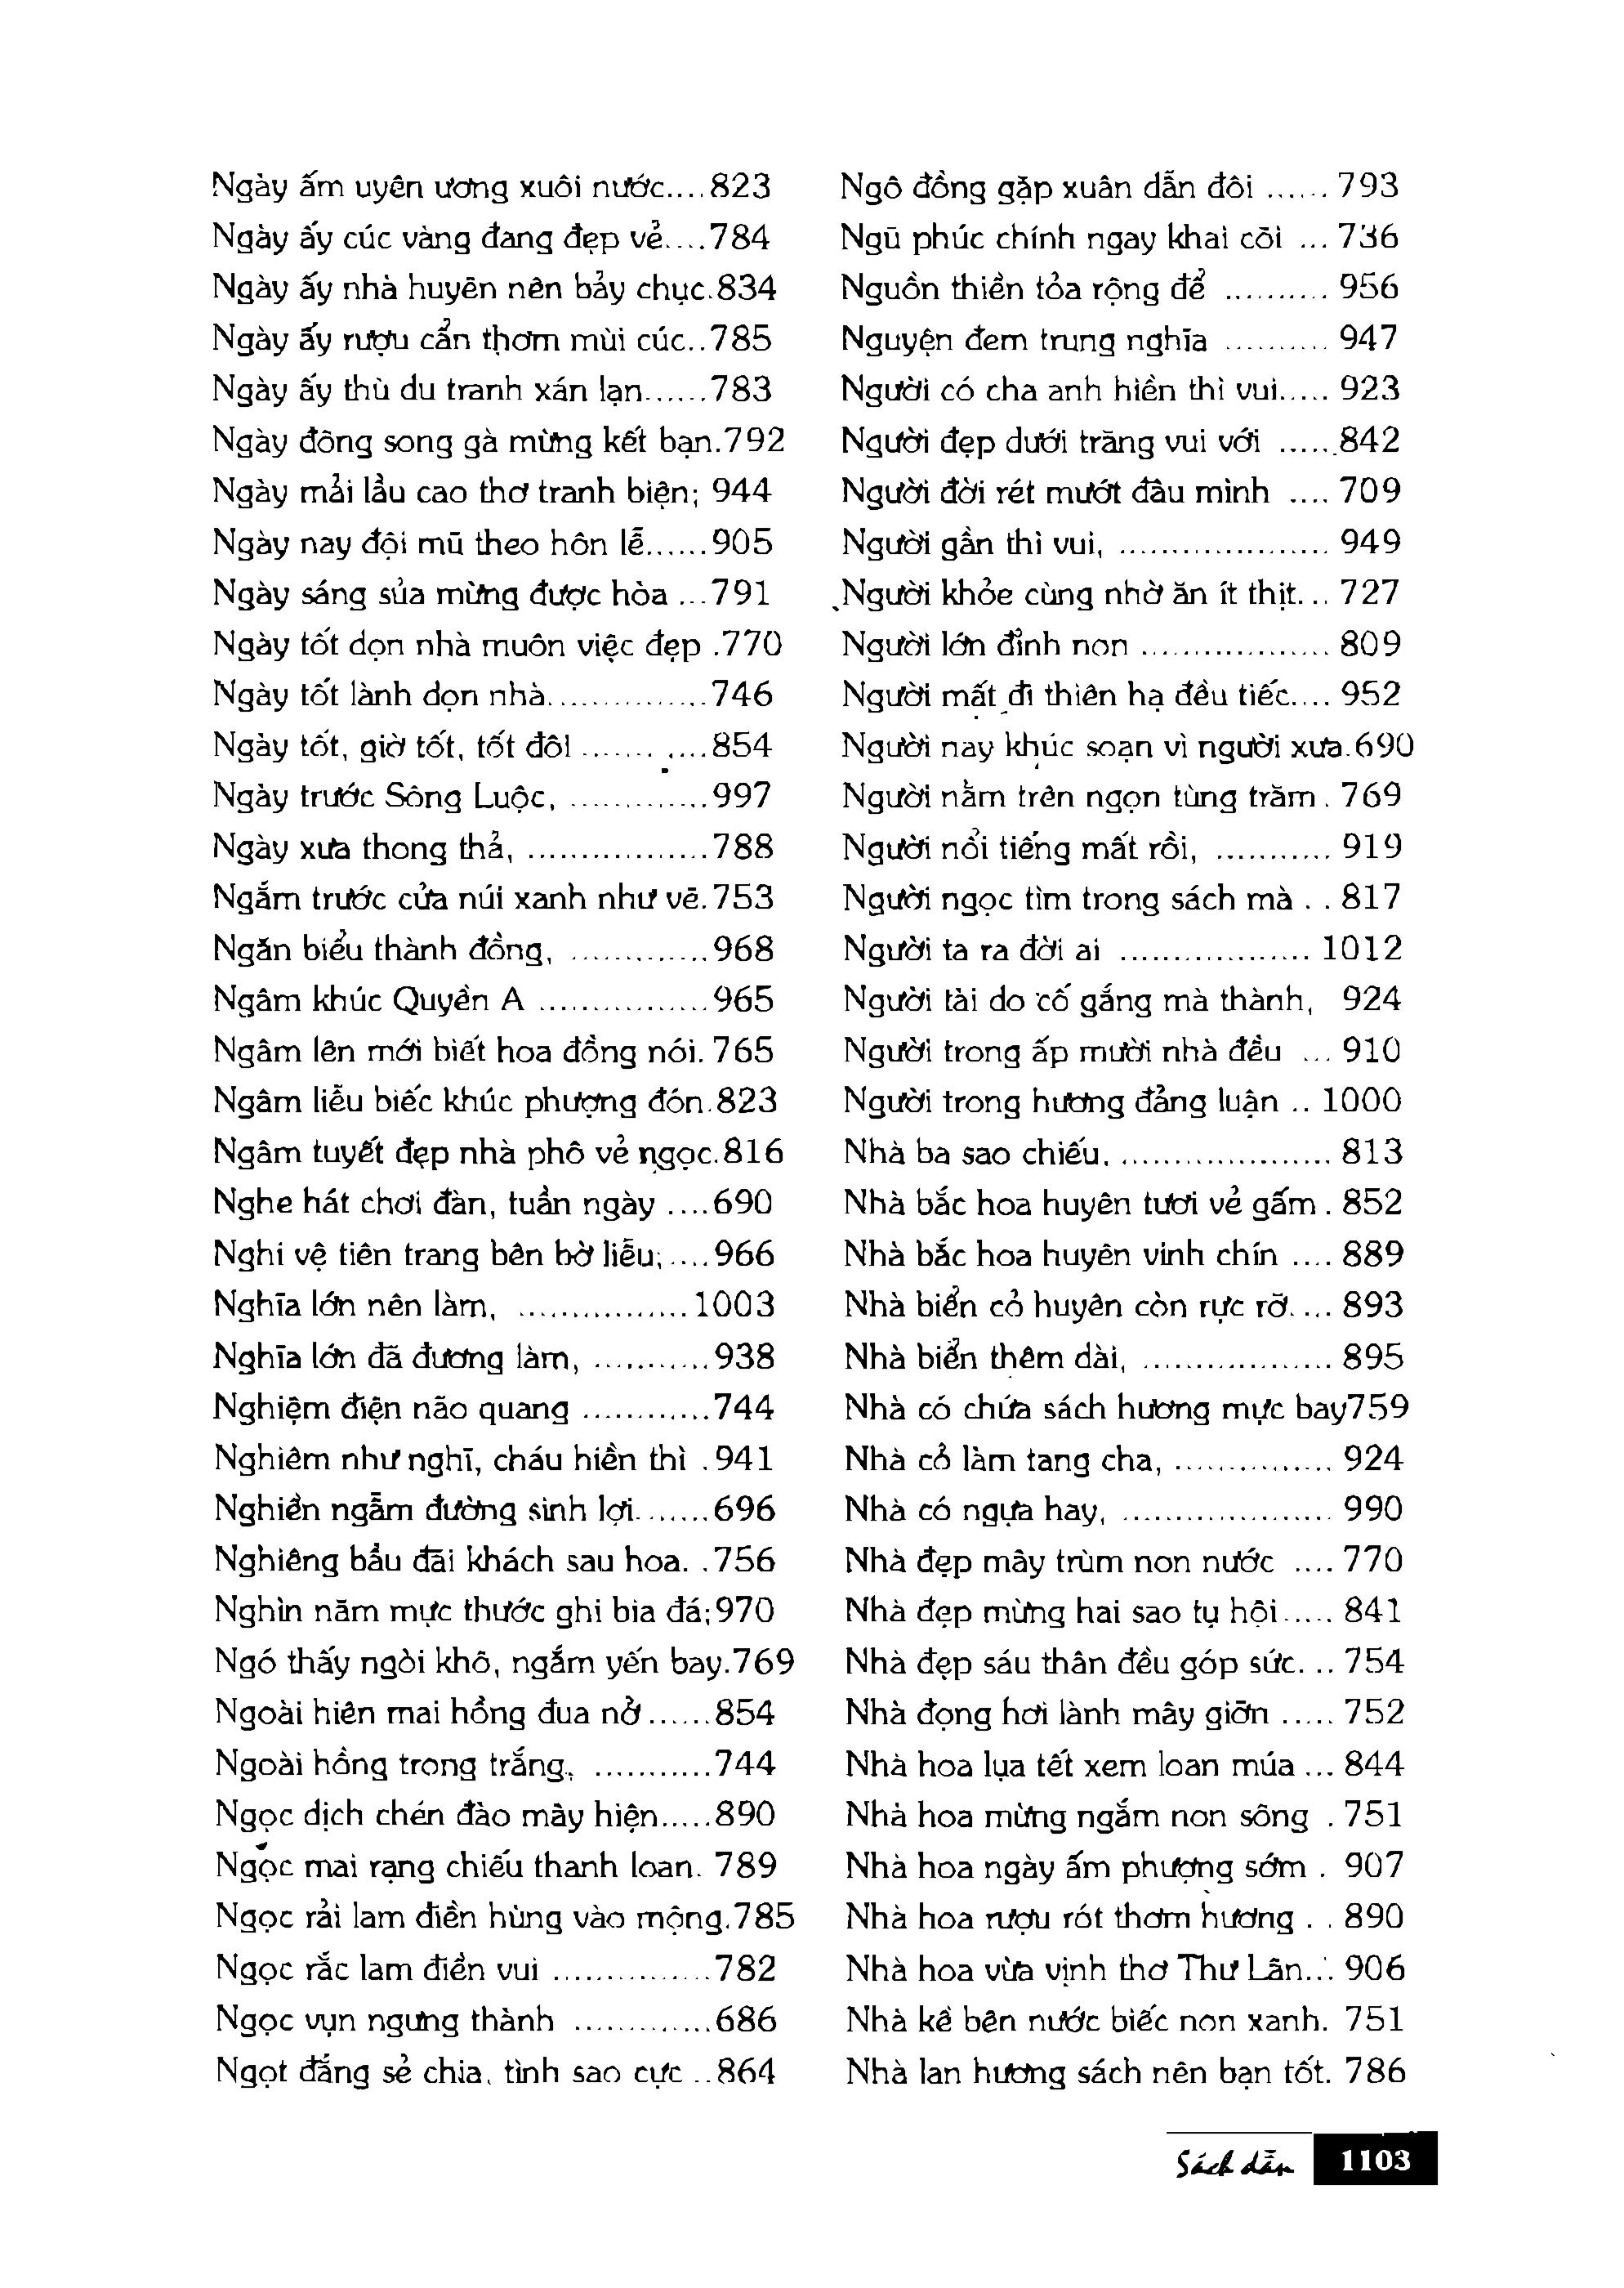 Ngày ấm uyên ương xuôi nước....823
Ngày ấy cúc vàng đang đẹp vẻ....784
Ngày ấy nhà huyên nên bảy chục.834
Ngày ấy rượu cẩn thơm mùi cúc..785
Ngày ấy thù du tranh xán lạn......783
Ngày đông song gà mừng kết bạn.792
Ngày mải lầu cao thơ tranh biện; 944
Ngày nay đội mũ theo hôn lễ......905
Ngày sáng sủa mừng được hòa ...791
Ngày tốt dọn nhà muôn việc đẹp .770
Ngày tốt lành dọn nhà...............746
Ngày tốt, giờ tốt, tốt đôi ...........854
Ngày trước Sông Luộc, .............997
Ngày xưa thong thả, .................788
Ngắm trước cửa núi xanh như vẽ.753
Ngăn biểu thành đồng, .............968
Ngâm khúc Quyền A ................965
Ngâm lên mới biết hoa đồng nói. 765
Ngâm liễu biếc khúc phượng đón.823
Ngâm tuyết đẹp nhà phô vẻ ngọc.816
Nghe hát chơi đàn, tuần ngày ....690
Nghi vệ tiên trang bên bờ liễu;....966
Nghĩa lớn nên làm, ................1003
Nghĩa lớn đã đương làm, ...........938
Nghiệm điện não quang ............744
Nghiêm như nghĩ, cháu hiền thì .941
Nghiền ngẫm đường sinh lợi.......696
Nghiêng bầu đãi khách sau hoa. .756
Nghìn năm mực thước ghi bia đá;970
Ngó thấy ngòi khô, ngắm yến bay.769
Ngoài hiên mai hồng đua nở ......854
Ngoài hồng trong trắng, ...........744
Ngọc dịch chén đào mây hiện.....890
Ngọc mai rạng chiếu thanh loan. 789
Ngọc rải lam điền hùng vào mộng.785
Ngọc rắc lam điền vui ...............782
Ngọc vụn ngưng thành .............686
Ngọt đắng sẻ chia, tình sao cực ..864
Ngô đồng gặp xuân dẫn đôi ...... 793
Ngũ phúc chính ngay khai cõi ... 736
Nguồn thiền tỏa rộng để .......... 956
Nguyện đem trung nghĩa .......... 947
Người có cha anh hiền thì vui..... 923
Người đẹp dưới trăng vui với ......842
Người đời rét mướt đâu mình .... 709
Người gần thì vui, .................... 949
Người khỏe cùng nhờ ăn ít thịt... 727
Người lớn đỉnh non .................. 809
Người mất đi thiên hạ đều tiếc.... 952
Người nay khúc soạn vì người xưa.690
Người nằm trên ngọn tùng trăm . 769
Người nổi tiếng mất rồi, ........... 919
Người ngọc tìm trong sách mà . . 817
Người ta ra đời ai .................. 1012
Người tài do cố gắng mà thành, 924
Người trong ấp mười nhà đều ... 910
Người trong hương đảng luận .. 1000
Nhà ba sao chiếu, .................... 813
Nhà bắc hoa huyên tươi vẻ gấm . 852
Nhà bắc hoa huyên vinh chín .... 889
Nhà biển cỏ huyên còn rực rỡ.... 893
Nhà biển thêm dài, .................. 895
Nhà có chứa sách hương mực bay759
Nhà cổ làm tang cha, ............... 924
Nhà có ngựa hay, .................... 990
Nhà đẹp mây trùm non nước .... 770
Nhà đẹp mừng hai sao tụ hội..... 841
Nhà đẹp sáu thân đều góp sức. .. 754
Nhà đọng hơi lành mây giỡn ..... 752
Nhà hoa lụa tết xem loan múa ... 844
Nhà hoa mừng ngắm non sông . 751
Nhà hoa ngày ấm phượng sớm . 907
Nhà hoa rượu rót thơm hương . . 890
Nhà hoa vừa vịnh thơ Thư Lân... 906
Nhà kề bên nước biếc non xanh. 751
Nhà lan hương sách nên bạn tốt. 786
Sách dẫn 1103